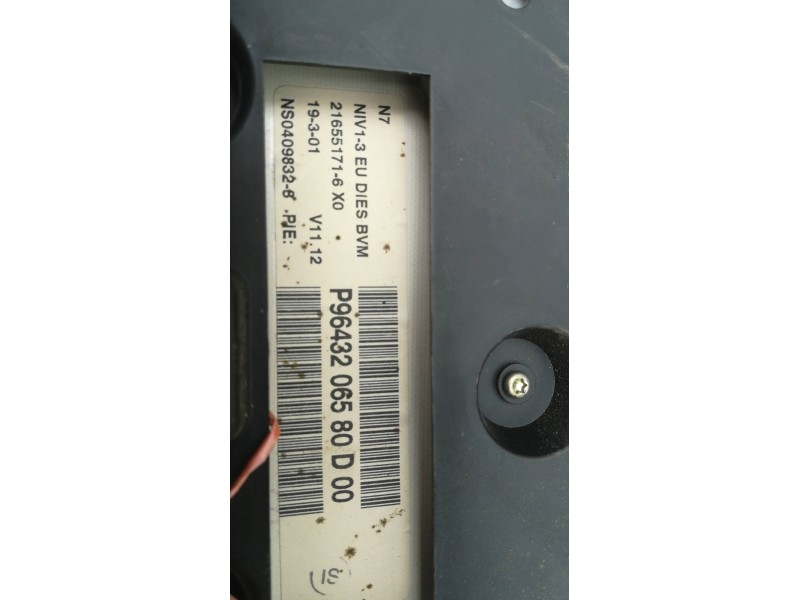 N7
NIV1-3 EU DIES BVM
21655171-6 X0
19-3-01 V11,12
NS0409832-6 .PJE:
P96432 065 80 D 00